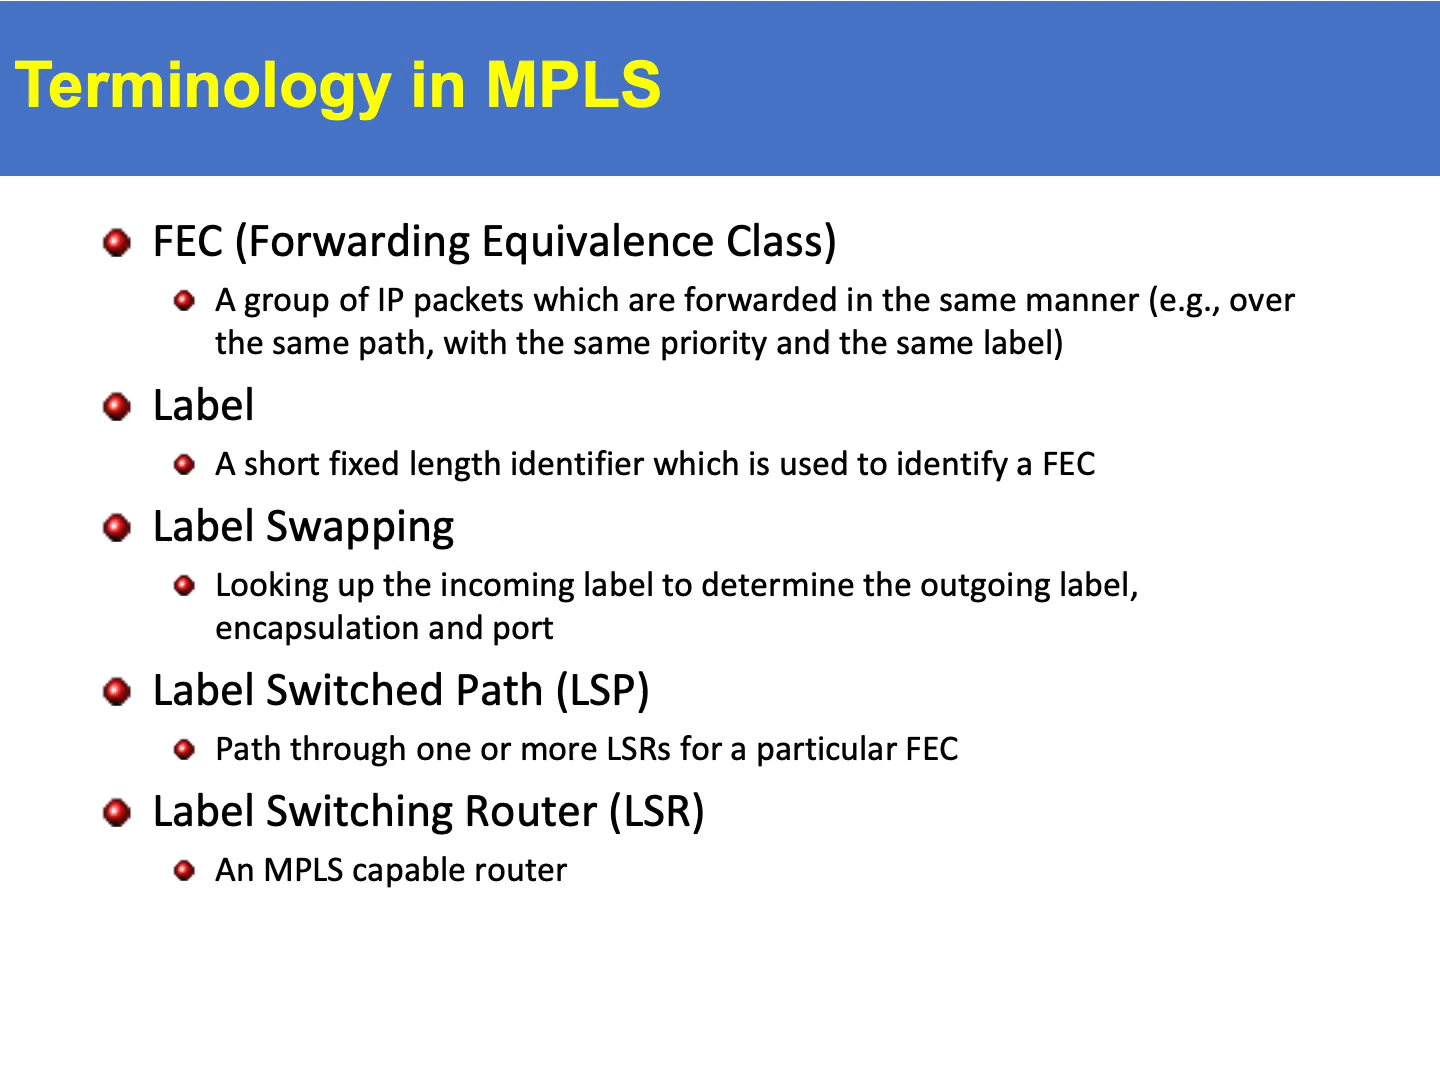 Terminology in MPLS
FEC (Forwarding Equivalence Class)
A group of IP packets which are forwarded in the same manner (e.g., over
the same path, with the same priority and the same label)
Label
A short fixed length identifier which is used to identify a FEC
Label Swapping
Looking up the incoming label to determine the outgoing label,
encapsulation and port
Label Switched Path (LSP)
Path through one or more LSRs for a particular FEC
Label Switching Router (LSR)
An MPLS capable router